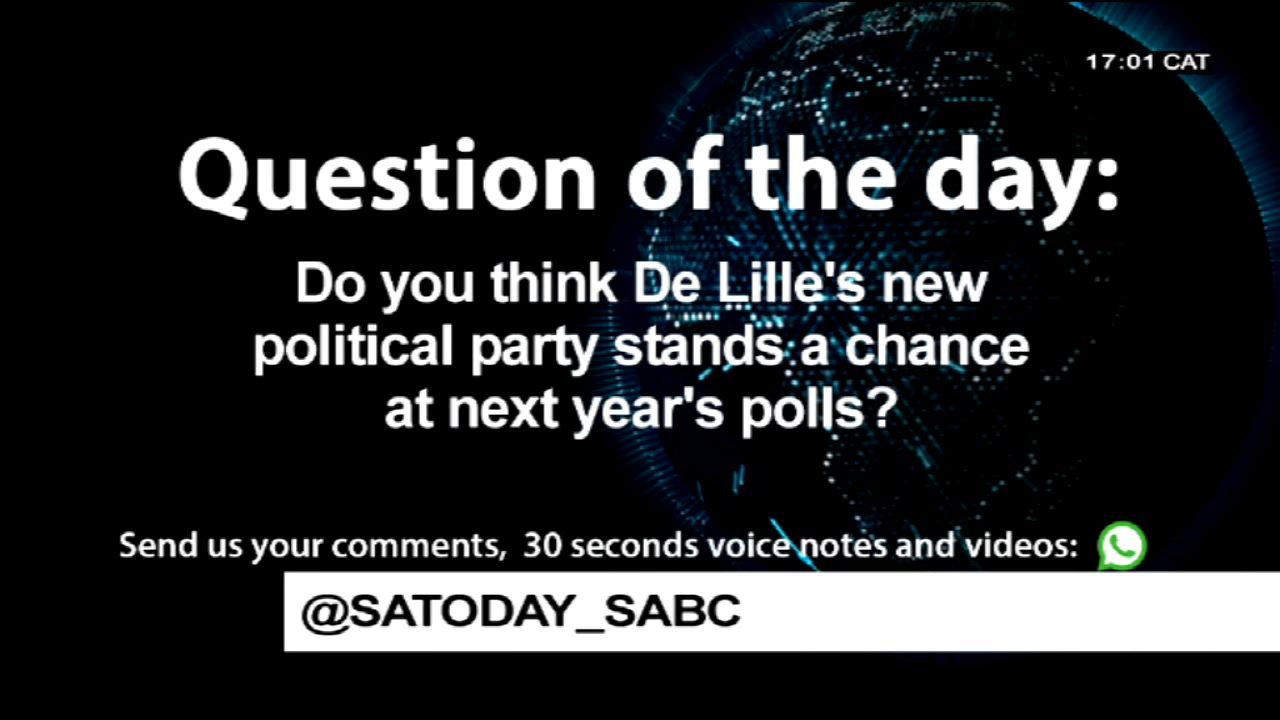 17:01 CAT
Question of the day:
Do you think De Lille's new
political party stands a chance
at next year's polls?
Send us your comments, 30 seconds voice notes and videos:
@SATODAY_SABC